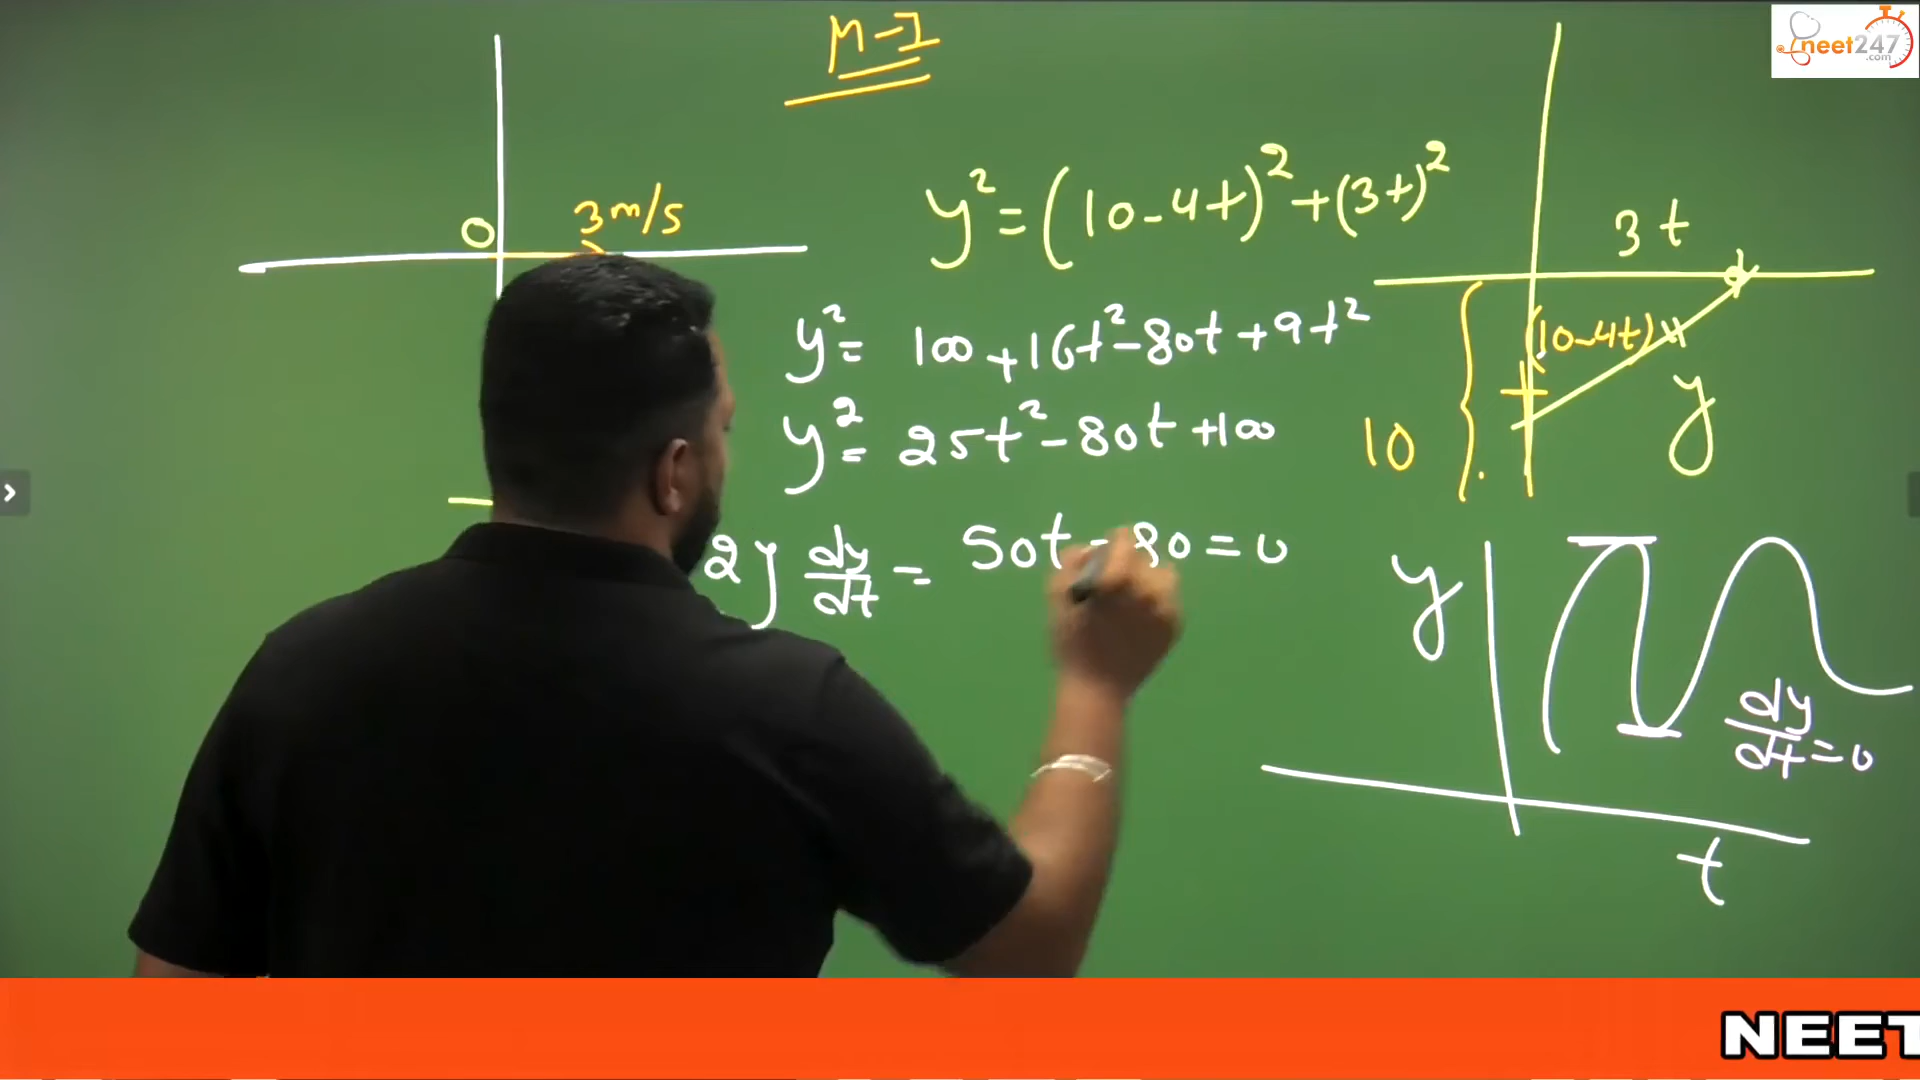 M-I
neet247
.com
0
3m/s
y² = (10-4t)² + (3t)²
3t
y² = 100 + 16t² - 80t + 9t²
(10-4t)
y² = 25t² - 80t + 100
10
y
2y dy/dt = 50t - 80 = 0
y
dy/dt = 0
t
NEET